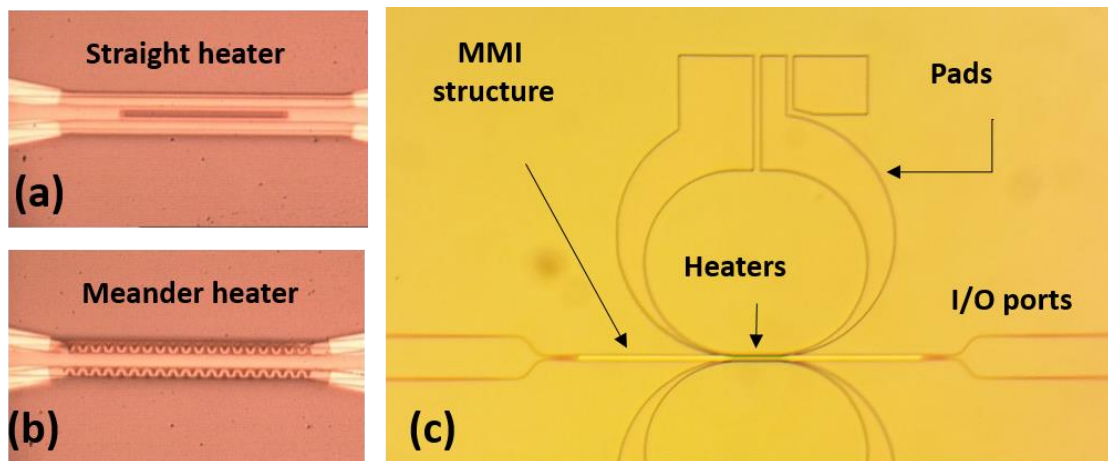 Straight heater
(a)
Meander heater
(b)
MMI
structure
Pads
Heaters
I/O ports
(c)